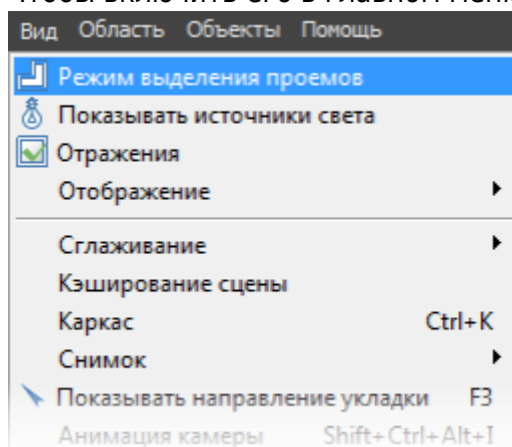 чтобы включить его в главном мен
Вид Область Объекты Помощь
Режим выделения проемов
Показывать источники света
Отражения
Отображение
Сглаживание
Кэширование сцены
Каркас Ctrl+K
Снимок
Показывать направление укладки F3
Анимация камеры Shift+Ctrl+Alt+I